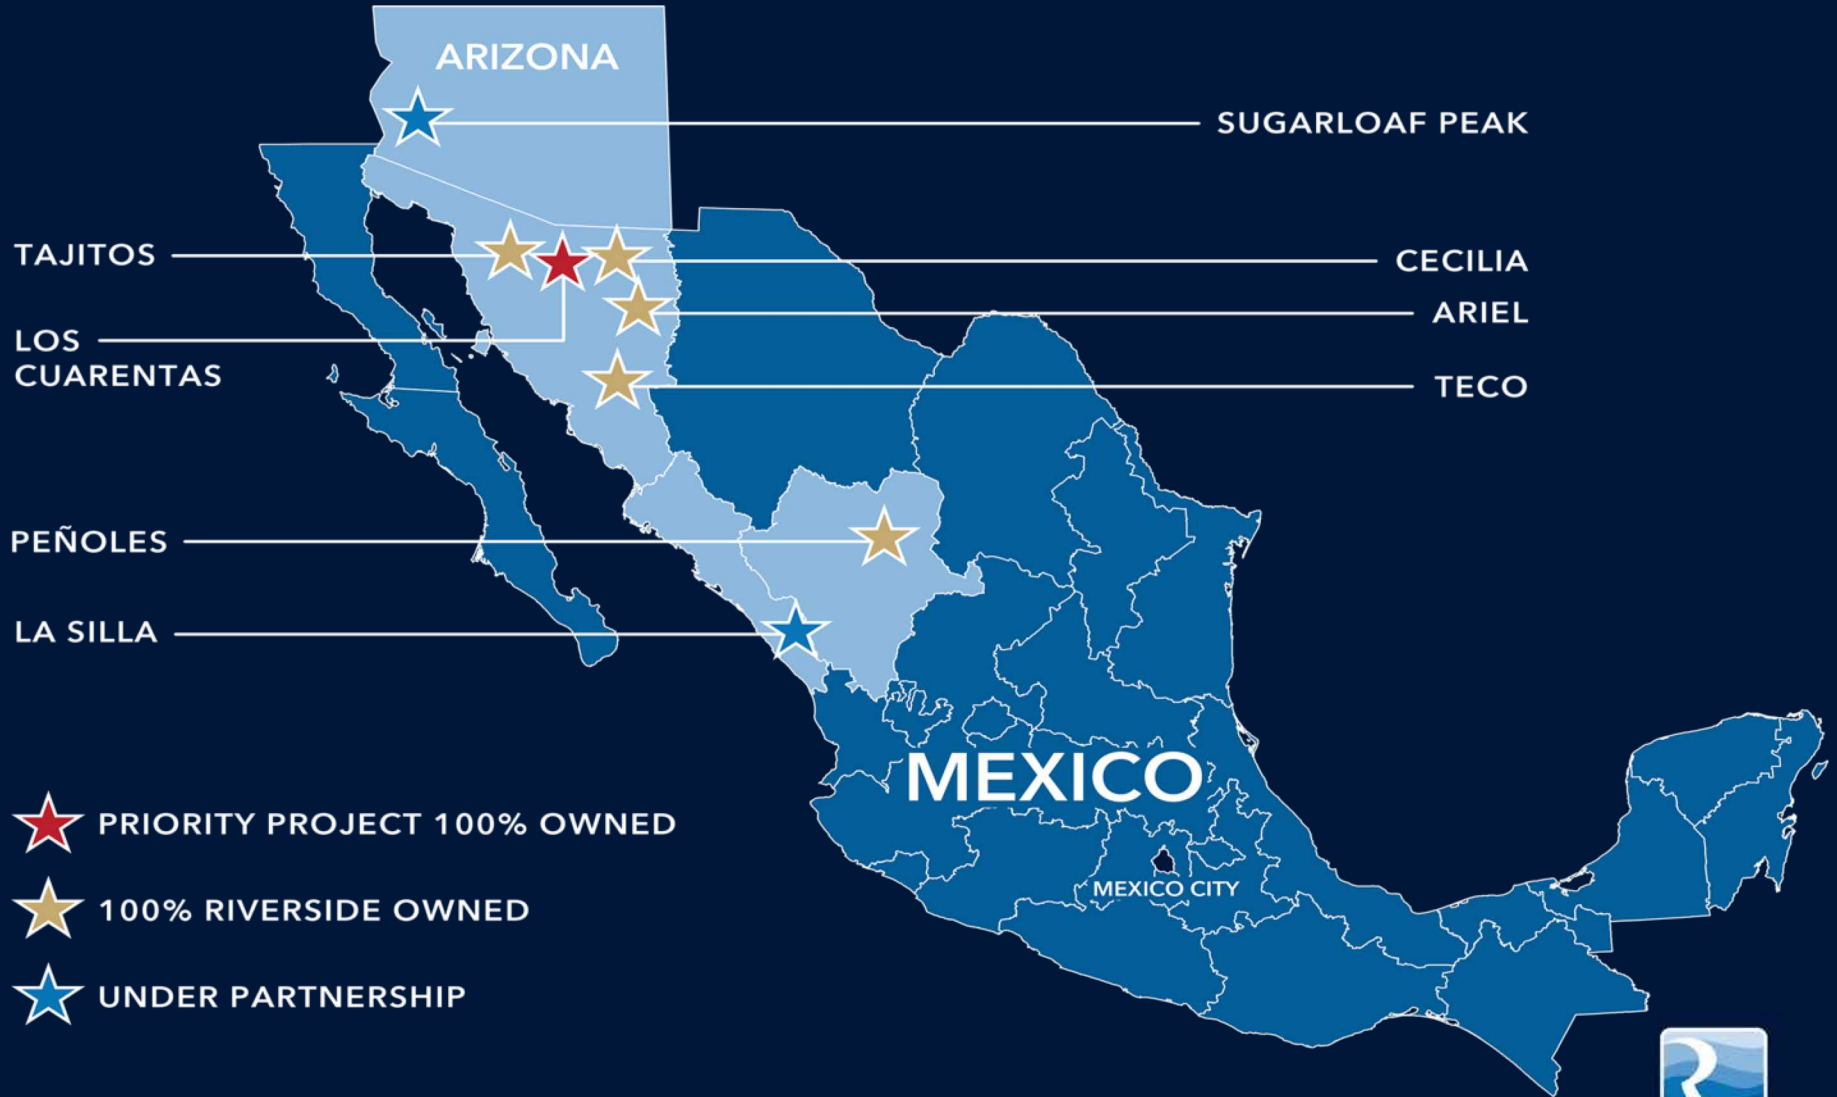 ARIZONA
SUGARLOAF PEAK
TAJITOS
CECILIA
ARIEL
LOS
CUARENTAS
TECO
PEÑOLES
LA SILLA
MEXICO
MEXICO CITY
PRIORITY PROJECT 100% OWNED
100% RIVERSIDE OWNED
UNDER PARTNERSHIP